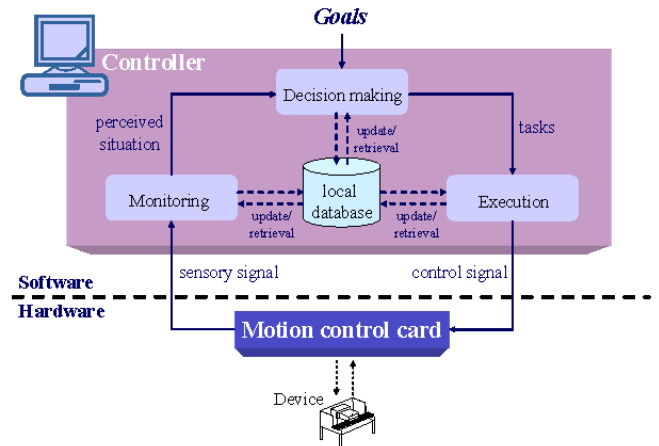 Goals
Controller
Decision making
perceived
situation
update/
retrieval
tasks
Monitoring
local
database
Execution
update/
retrieval
update/
retrieval
sensory signal
control signal
Software
Hardware
Motion control card
Device